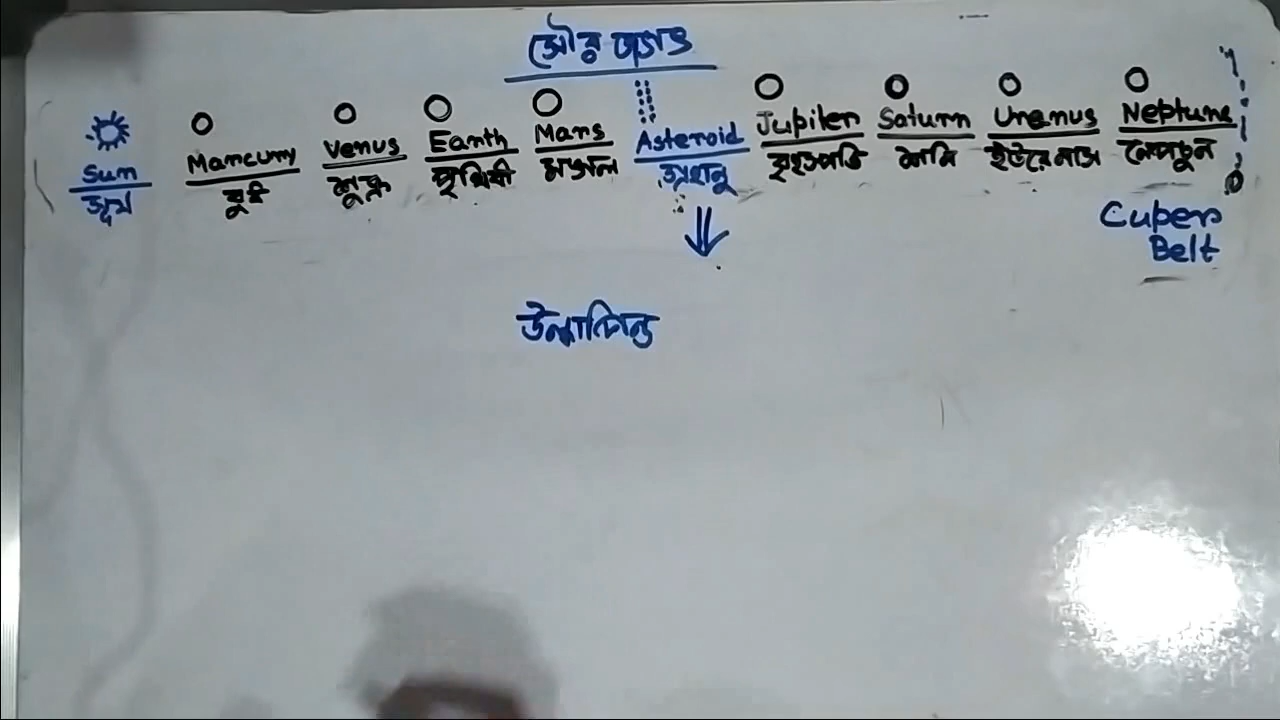 সৌর জগৎ
Sun
সূর্য
Mercury
বুধ
Venus
শুক্র
Earth
পৃথিবী
Mars
মঙ্গল
Asteroid
গ্রহানু
Jupiter
বৃহস্পতি
Saturn
শনি
Uranus
ইউরেনাস
Neptune
নেপচুন
Cuper
Belt
উল্কাপিন্ড